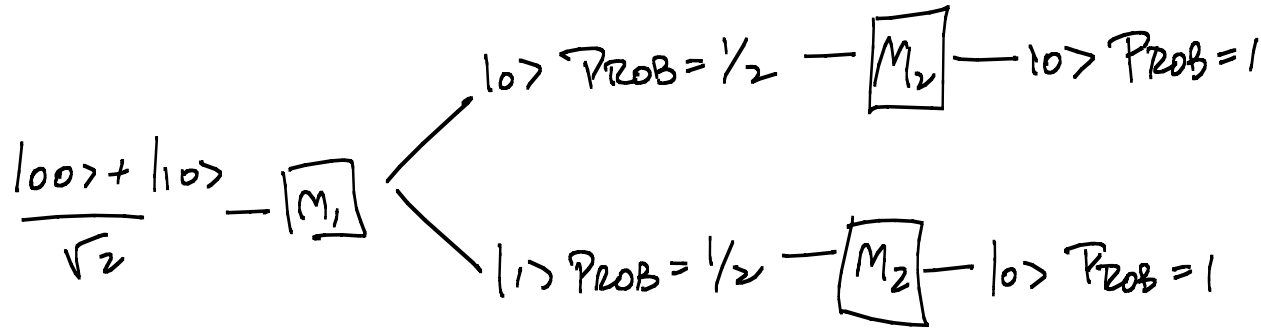 |0> PROB = 1/2 — M₂ — |0> PROB = 1
|00> + |10>
√2
M₁
|1> PROB = 1/2 — M₂ — |0> PROB = 1